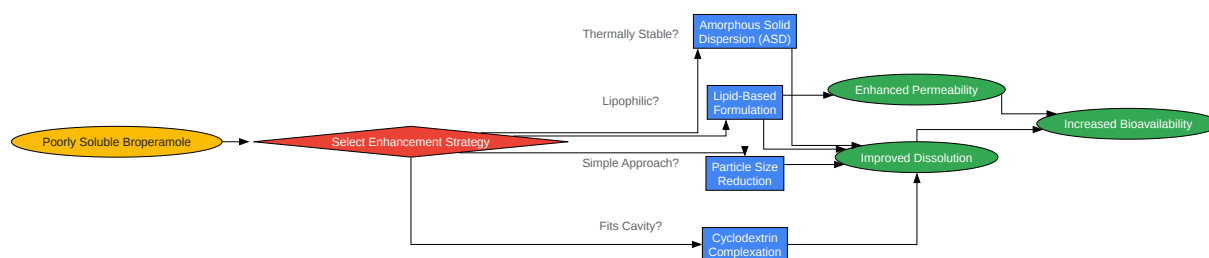 Thermally Stable?
Amorphous Solid
Dispersion (ASD)
Lipophilic?
Lipid-Based
Formulation
Enhanced Permeability
Increased Bioavailability
Poorly Soluble Broperamole
Select Enhancement Strategy
Simple Approach?
Particle Size
Reduction
Improved Dissolution
Fits Cavity?
Cyclodextrin
Complexation